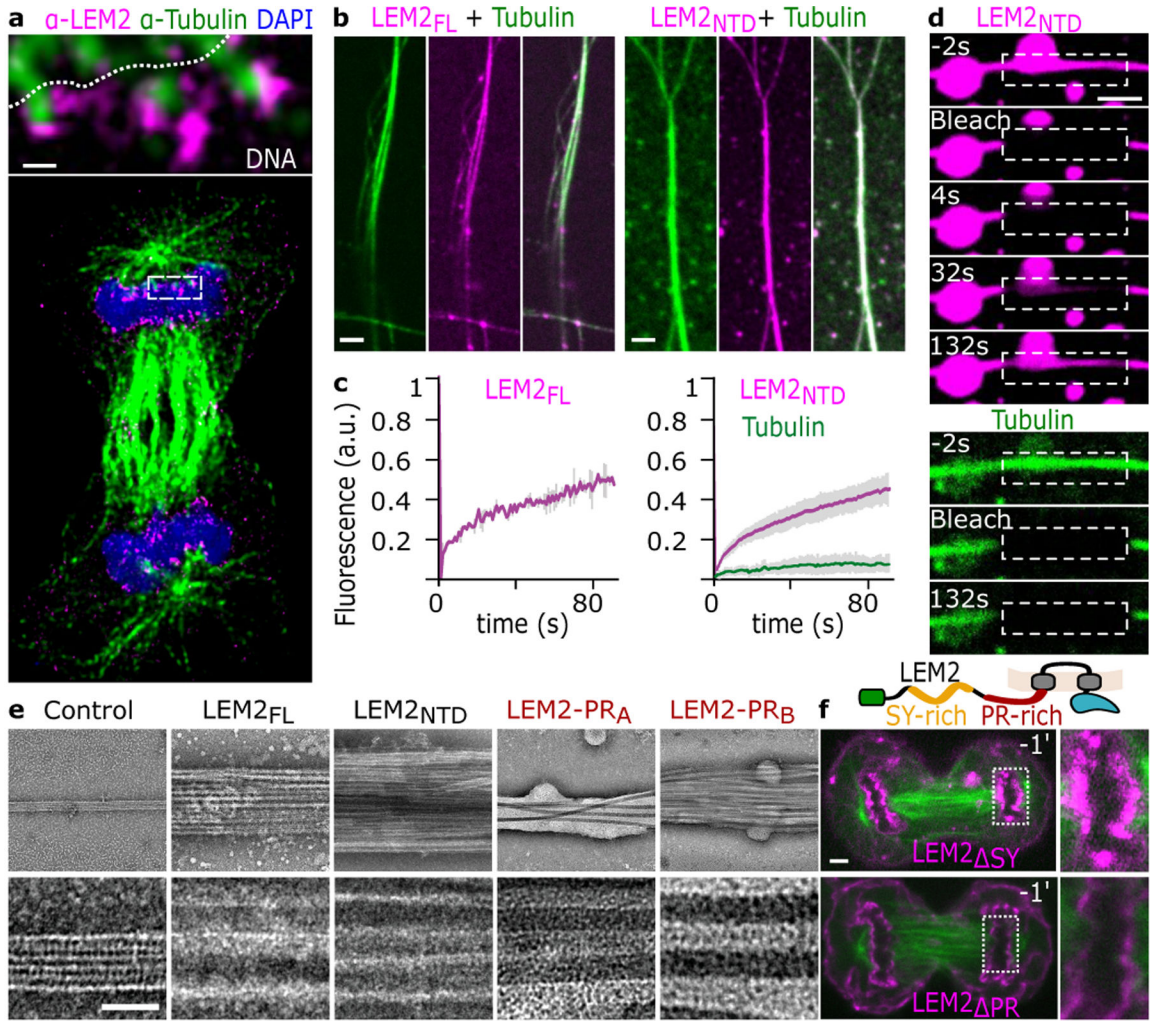 a α-LEM2 α-Tubulin DAPI
DNA
b LEM2FL + Tubulin LEM2NTD+ Tubulin
c
LEM2FL
LEM2NTD
Tubulin
Fluorescence (a.u.)
1
0.8
0.6
0.4
0.2
0 80
time (s)
1
0.8
0.6
0.4
0.2
0 80
time (s)
d LEM2NTD
-2s
Bleach
4s
32s
132s
Tubulin
-2s
Bleach
132s
e Control LEM2FL LEM2NTD LEM2-PRA LEM2-PRB
f
LEM2
SY-rich PR-rich
-1'
LEM2ΔSY
-1'
LEM2ΔPR